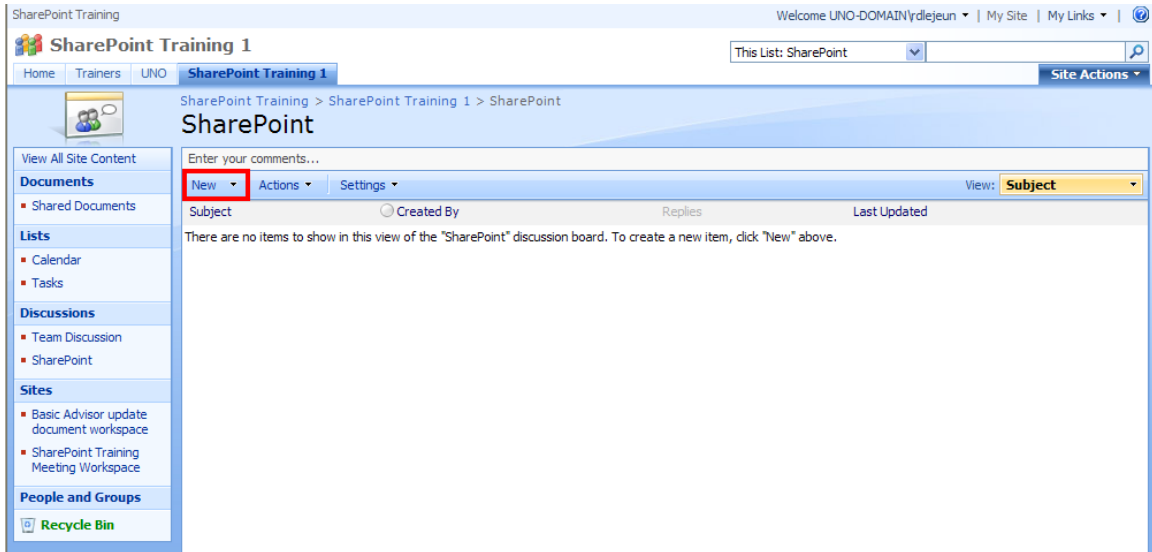 SharePoint Training
Welcome UNO-DOMAIN\rdlejeun | My Site | My Links |
SharePoint Training 1
This List: SharePoint
Home Trainers UNO SharePoint Training 1
Site Actions
SharePoint Training > SharePoint Training 1 > SharePoint
SharePoint
View All Site Content
Documents
Shared Documents
Lists
Calendar
Tasks
Discussions
Team Discussion
SharePoint
Sites
Basic Advisor update
document workspace
SharePoint Training
Meeting Workspace
People and Groups
Recycle Bin
Enter your comments...
New Actions Settings View: Subject
Subject Created By Replies Last Updated
There are no items to show in this view of the "SharePoint" discussion board. To create a new item, click "New" above.